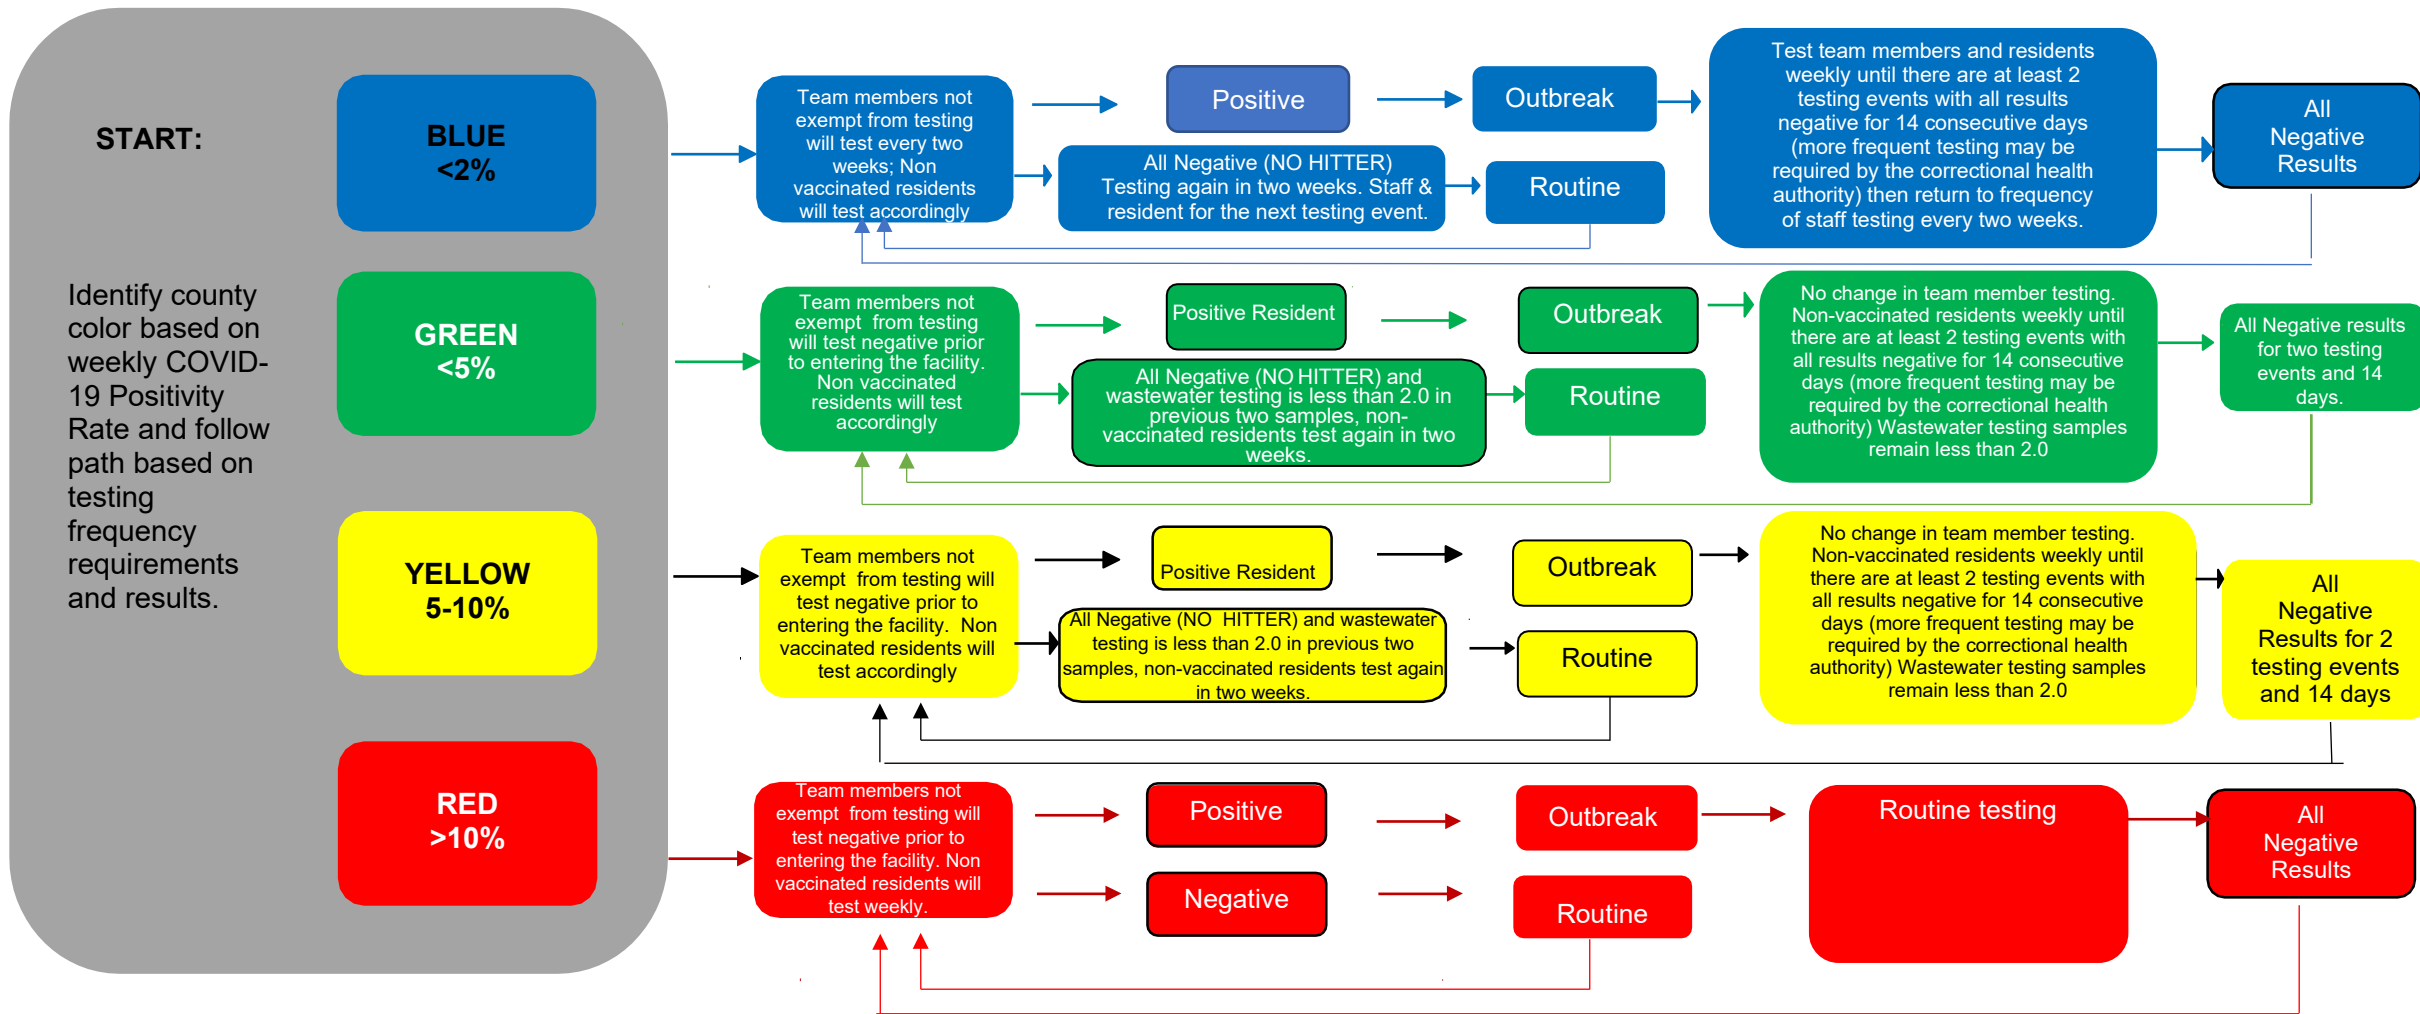 START:
Identify county
color based on
weekly COVID-
19 Positivity
Rate and follow
path based on
testing
frequency
requirements
and results.
BLUE
<2%
Team members not
exempt from testing
will test every two
weeks; Non
vaccinated residents
will test accordingly
Positive
Outbreak
Test team members and residents
weekly until there are at least 2
testing events with all results
negative for 14 consecutive days
(more frequent testing may be
required by the correctional health
authority) then return to frequency
of staff testing every two weeks.
All
Negative
Results
All Negative (NO HITTER)
Testing again in two weeks. Staff &
resident for the next testing event.
Routine
GREEN
<5%
Team members not
exempt from testing
will test negative prior
to entering the facility.
Non vaccinated
residents will test
accordingly
Positive Resident
Outbreak
No change in team member testing.
Non-vaccinated residents weekly until
there are at least 2 testing events with
all results negative for 14 consecutive
days (more frequent testing may be
required by the correctional health
authority) Wastewater testing samples
remain less than 2.0
All Negative results
for two testing
events and 14
days.
All Negative (NO HITTER) and
wastewater testing is less than 2.0 in
previous two samples, non-
vaccinated residents test again in two
weeks.
Routine
YELLOW
5-10%
Team members not
exempt from testing will
test negative prior to
entering the facility. Non
vaccinated residents will
test accordingly
Positive Resident
Outbreak
No change in team member testing.
Non-vaccinated residents weekly until
there are at least 2 testing events with
all results negative for 14 consecutive
days (more frequent testing may be
required by the correctional health
authority) Wastewater testing samples
remain less than 2.0
All
Negative
Results for 2
testing events
and 14 days
All Negative (NO HITTER) and wastewater
testing is less than 2.0 in previous two
samples, non-vaccinated residents test again
in two weeks.
Routine
RED
>10%
Team members not
exempt from testing will
test negative prior to
entering the facility. Non
vaccinated residents will
test weekly.
Positive
Outbreak
Routine testing
All
Negative
Results
Negative
Routine